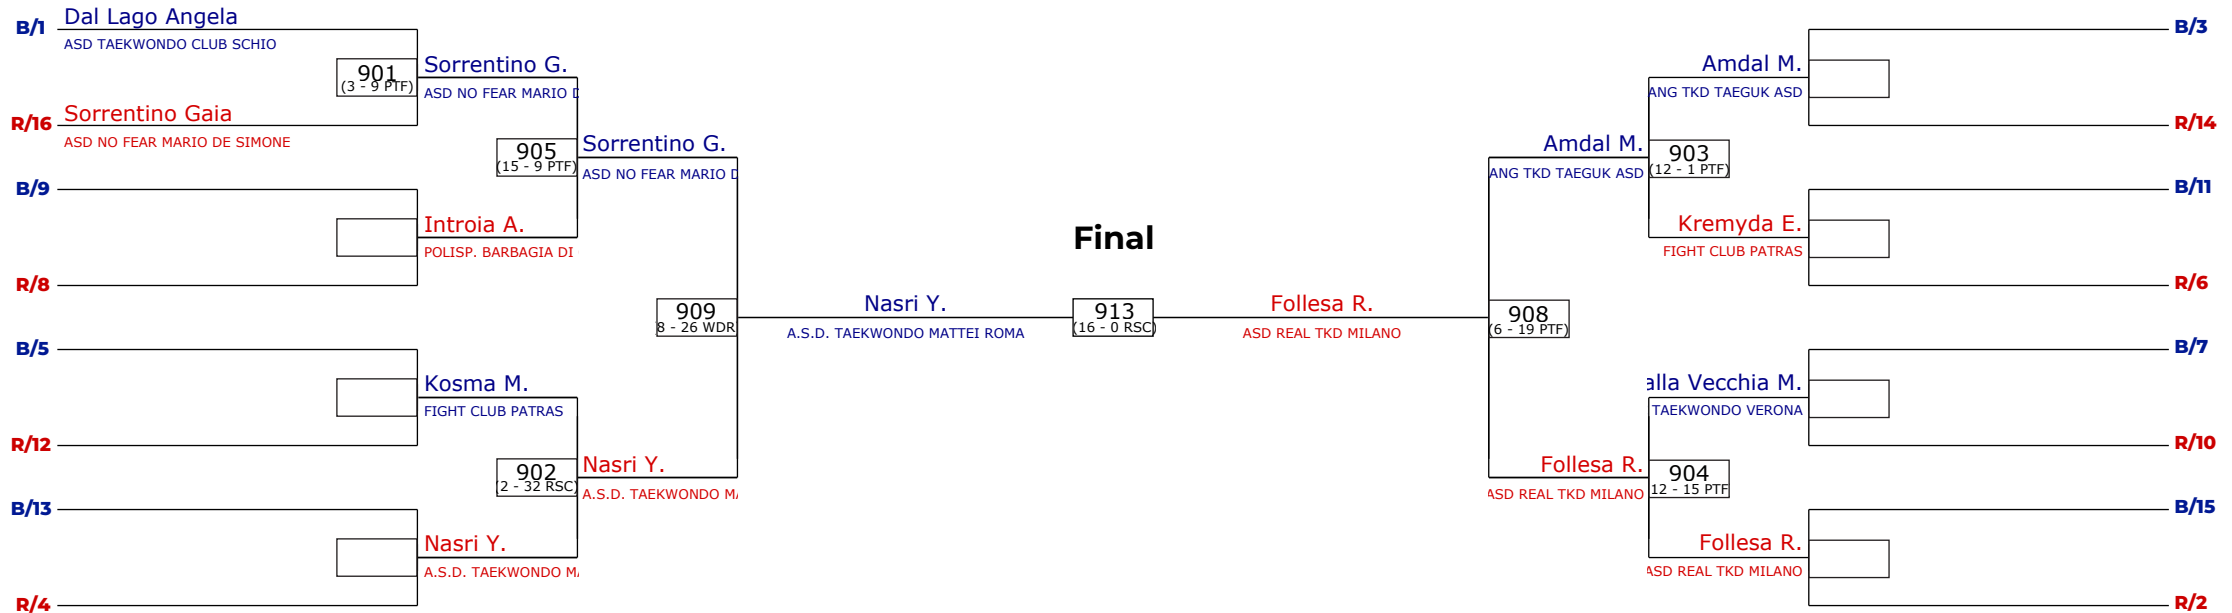 B/1
Dal Lago Angela
ASD TAEKWONDO CLUB SCHIO
901
(3 - 9 PTF)
Sorrentino G.
ASD NO FEAR MARIO D
R/16
Sorrentino Gaia
ASD NO FEAR MARIO DE SIMONE
905
(15 - 9 PTF)
Sorrentino G.
ASD NO FEAR MARIO D
B/9
Introia A.
POLISP. BARBAGIA DI
R/8
909
8 - 26 WDR
B/5
Kosma M.
FIGHT CLUB PATRAS
R/12
902
(2 - 32 RSC)
Nasri Y.
A.S.D. TAEKWONDO MA
B/13
Nasri Y.
A.S.D. TAEKWONDO MA
R/4
Final
Nasri Y.
A.S.D. TAEKWONDO MATTEI ROMA
913
(16 - 0 RSC)
Follesa R.
ASD REAL TKD MILANO
B/3
Amdal M.
ANG TKD TAEGUK ASD
R/14
Amdal M.
ANG TKD TAEGUK ASD
903
(12 - 1 PTF)
B/11
Kremyda E.
FIGHT CLUB PATRAS
R/6
908
(6 - 19 PTF)
B/7
alla Vecchia M.
TAEKWONDO VERONA
R/10
Follesa R.
ASD REAL TKD MILANO
904
12 - 15 PTF
B/15
Follesa R.
ASD REAL TKD MILANO
R/2